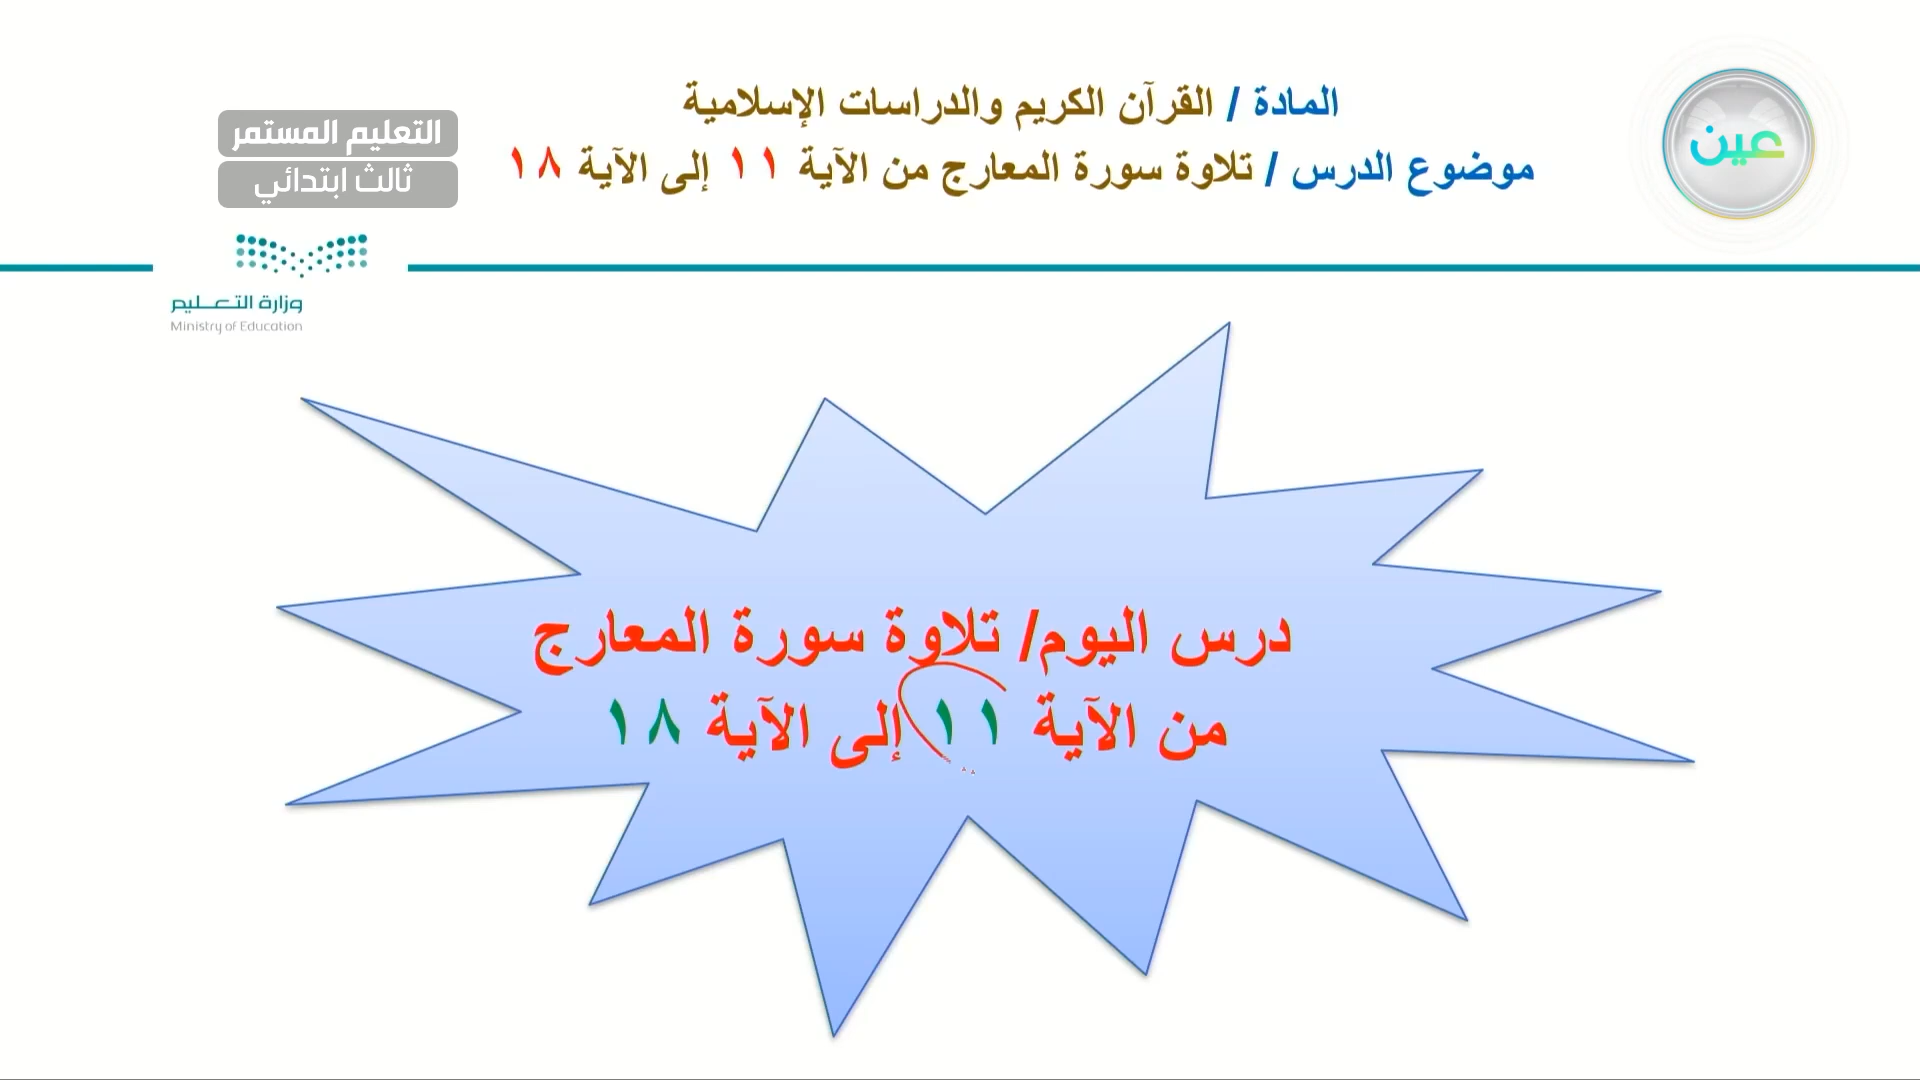 المادة / القرآن الكريم والدراسات الإسلامية
موضوع الدرس / تلاوة سورة المعارج من الآية ١١ إلى الآية ١٨
عين
التعليم المستمر
ثالث ابتدائي
وزارة التعـــليم
Ministry of Education
درس اليوم/ تلاوة سورة المعارج
من الآية ١١ إلى الآية ١٨